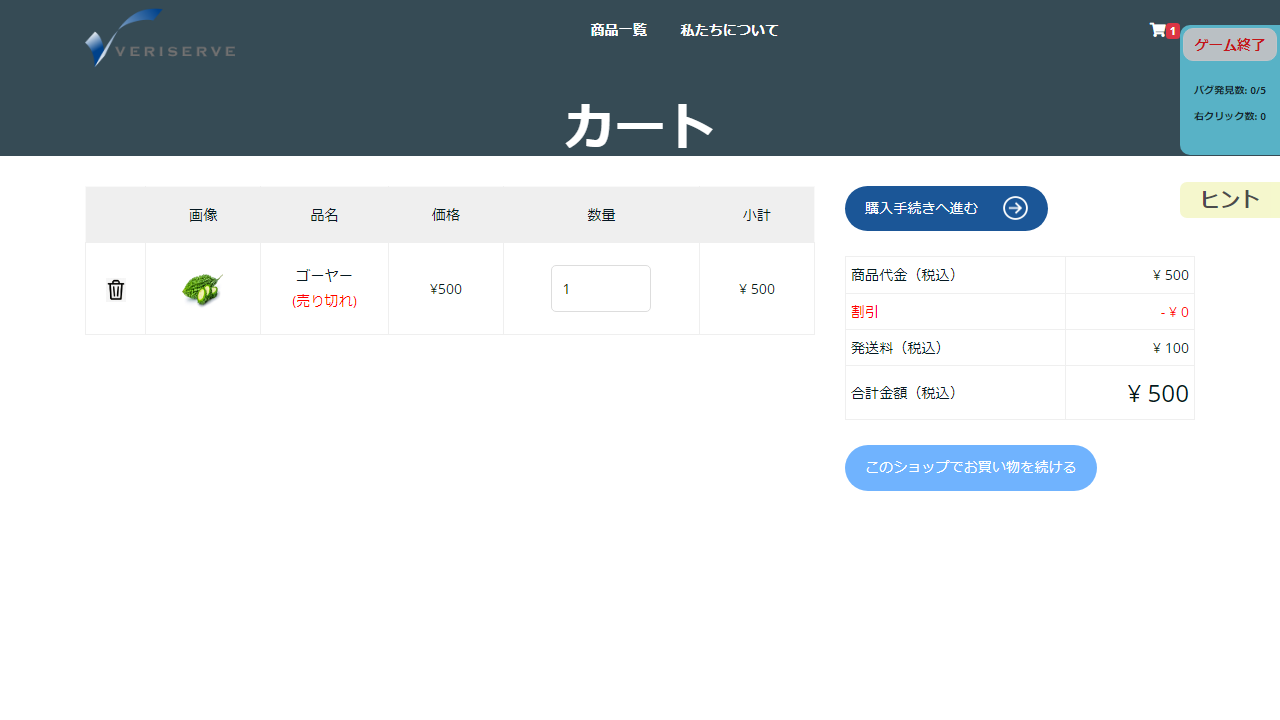 VERISERVE
商品一覧 私たちについて
1
ゲーム終了
バグ発見数: 0/5
右クリック数: 0
カート
ヒント
画像 品名 価格 数量 小計
ゴーヤー
(売り切れ)
¥500 1 ¥ 500
購入手続きへ進む
商品代金（税込） ¥ 500
割引 - ¥ 0
発送料（税込） ¥ 100
合計金額（税込） ¥ 500
このショップでお買い物を続ける